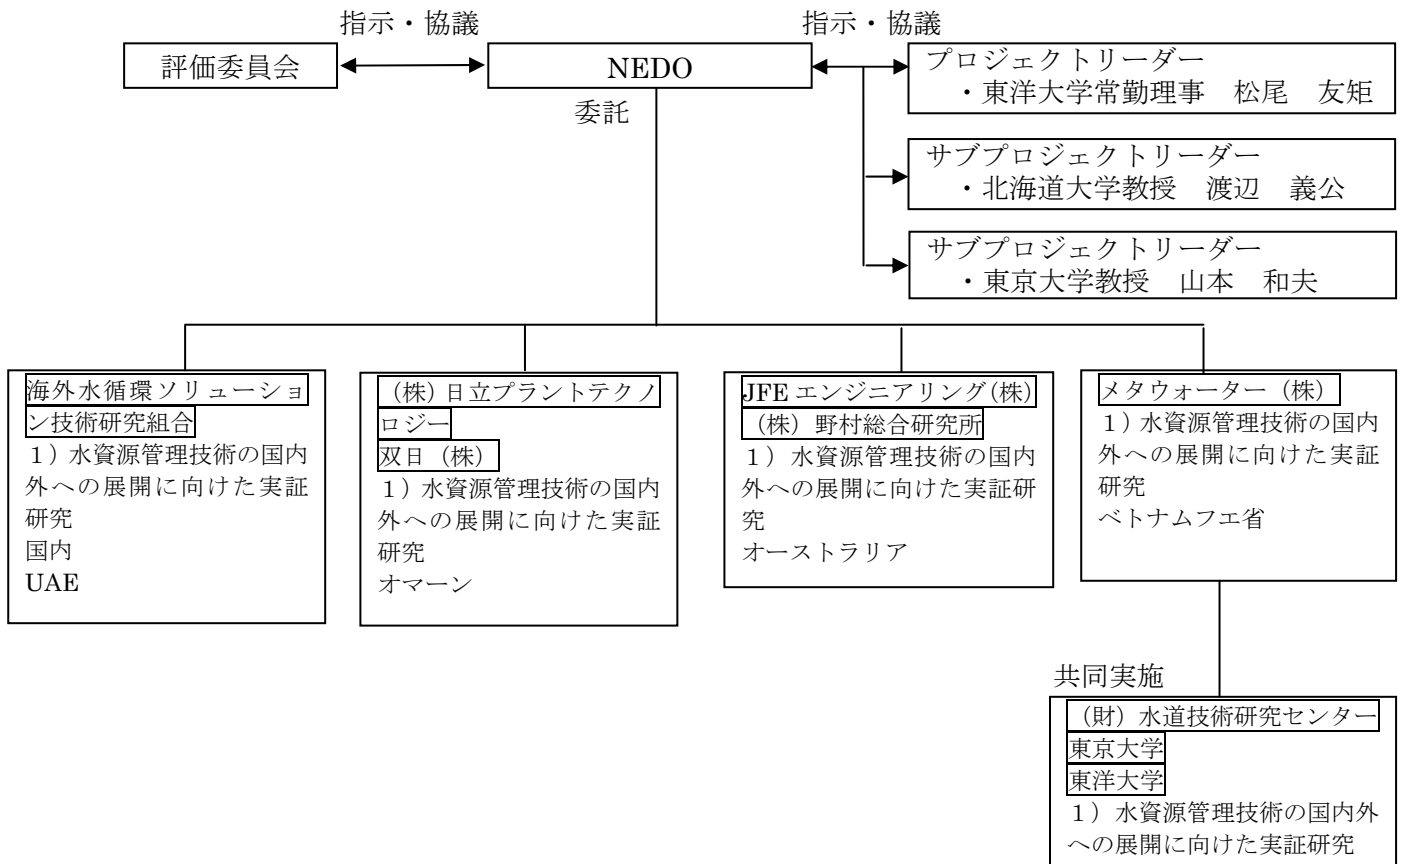 指示・協議
指示・協議
評価委員会
NEDO
プロジェクトリーダー
・東洋大学常勤理事 松尾 友矩
委託
サブプロジェクトリーダー
・北海道大学教授 渡辺 義公
サブプロジェクトリーダー
・東京大学教授 山本 和夫
海外水循環ソリューショ
ン技術研究組合
1）水資源管理技術の国内
外への展開に向けた実証
研究
国内
UAE
（株）日立プラントテクノ
ロジー
双日（株）
1）水資源管理技術の国内
外への展開に向けた実証
研究
オマーン
JFE エンジニアリング（株）
（株）野村総合研究所
1）水資源管理技術の国内
外への展開に向けた実証研
究
オーストラリア
メタウォーター（株）
1）水資源管理技術の国内
外への展開に向けた実証
研究
ベトナムフエ省
共同実施
（財）水道技術研究センター
東京大学
東洋大学
1）水資源管理技術の国内外
への展開に向けた実証研究